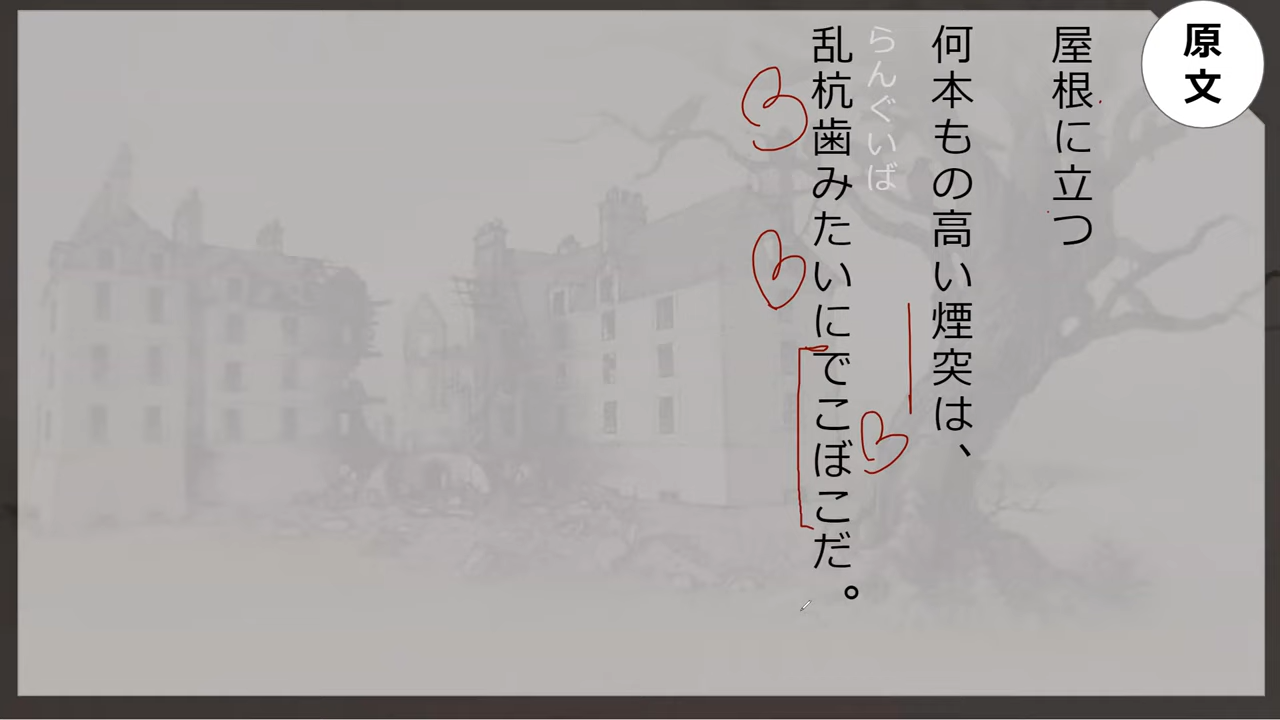 原文
屋根に立つ
何本もの高い煙突は、
らんぐいば
乱杭歯みたいにでこぼこだ。